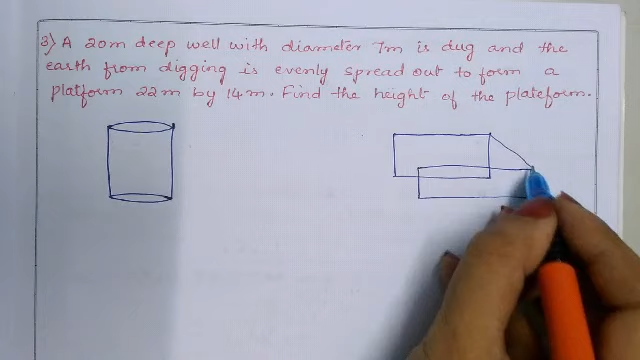 3) A 20m deep well with diameter 7m is dug and the
earth from digging is evenly spread out to form a
platform 22m by 14m. Find the height of the plateform.